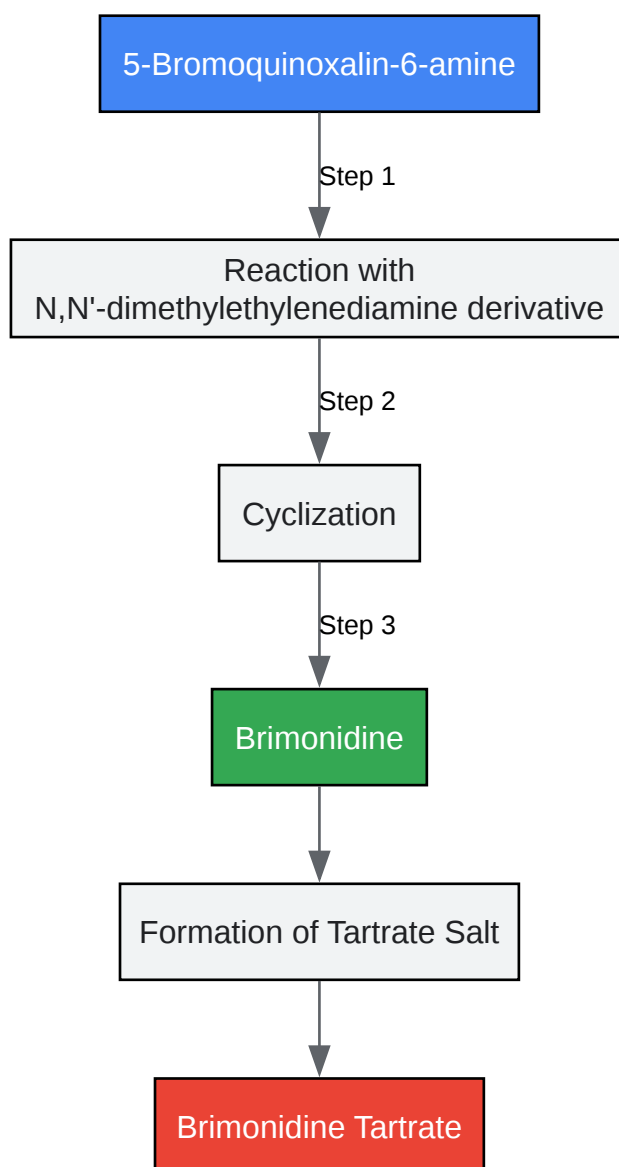 5-Bromoquinoxalin-6-amine
Step 1
Reaction with
N,N'-dimethylethylenediamine derivative
Step 2
Cyclization
Step 3
Brimonidine
Formation of Tartrate Salt
Brimonidine Tartrate